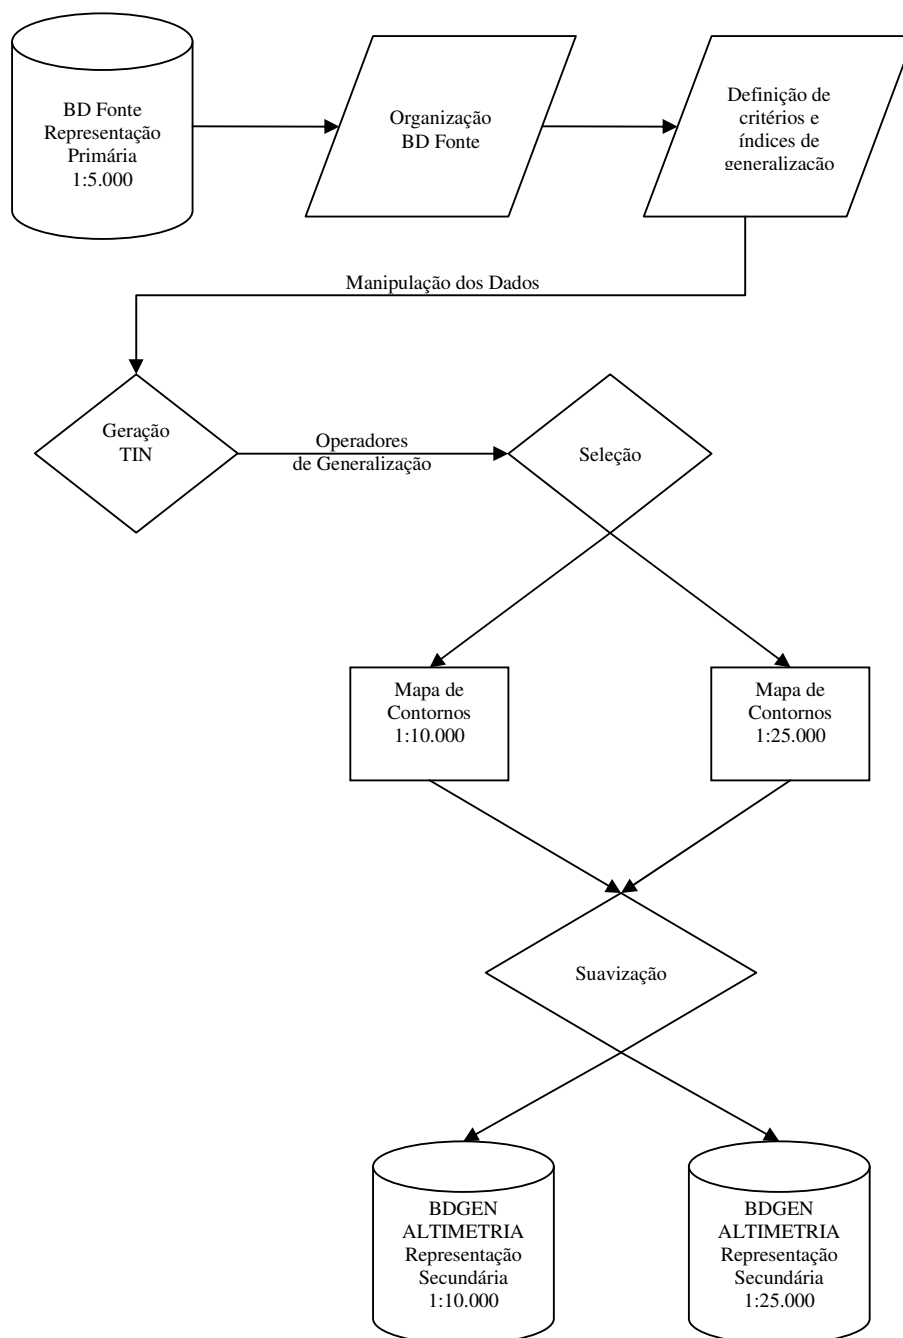 BD Fonte
Representação
Primária
1:5.000
Organização
BD Fonte
Definição de
critérios e
índices de
generalização
Manipulação dos Dados
Geração
TIN
Operadores
de Generalização
Seleção
Mapa de
Contornos
1:10.000
Mapa de
Contornos
1:25.000
Suavização
BDGEN
ALTIMETRIA
Representação
Secundária
1:10.000
BDGEN
ALTIMETRIA
Representação
Secundária
1:25.000